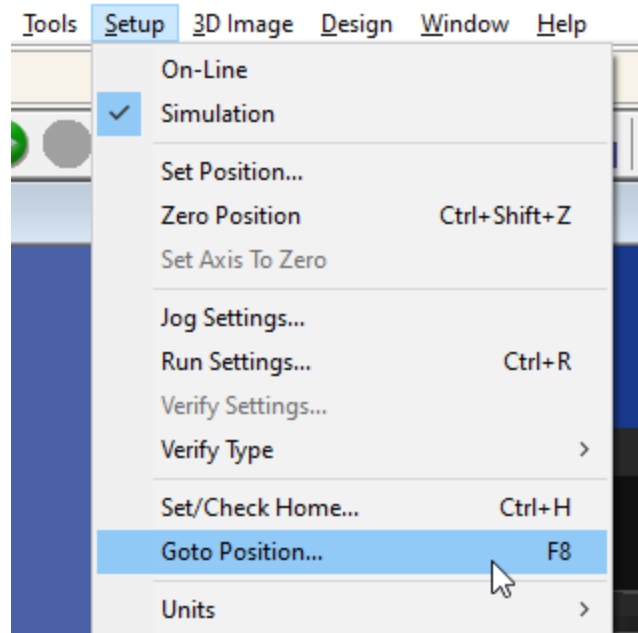 Tools Setup 3D Image Design Window Help
On-Line
Simulation
Set Position...
Zero Position Ctrl+Shift+Z
Set Axis To Zero
Jog Settings...
Run Settings... Ctrl+R
Verify Settings...
Verify Type
Set/Check Home... Ctrl+H
Goto Position... F8
Units